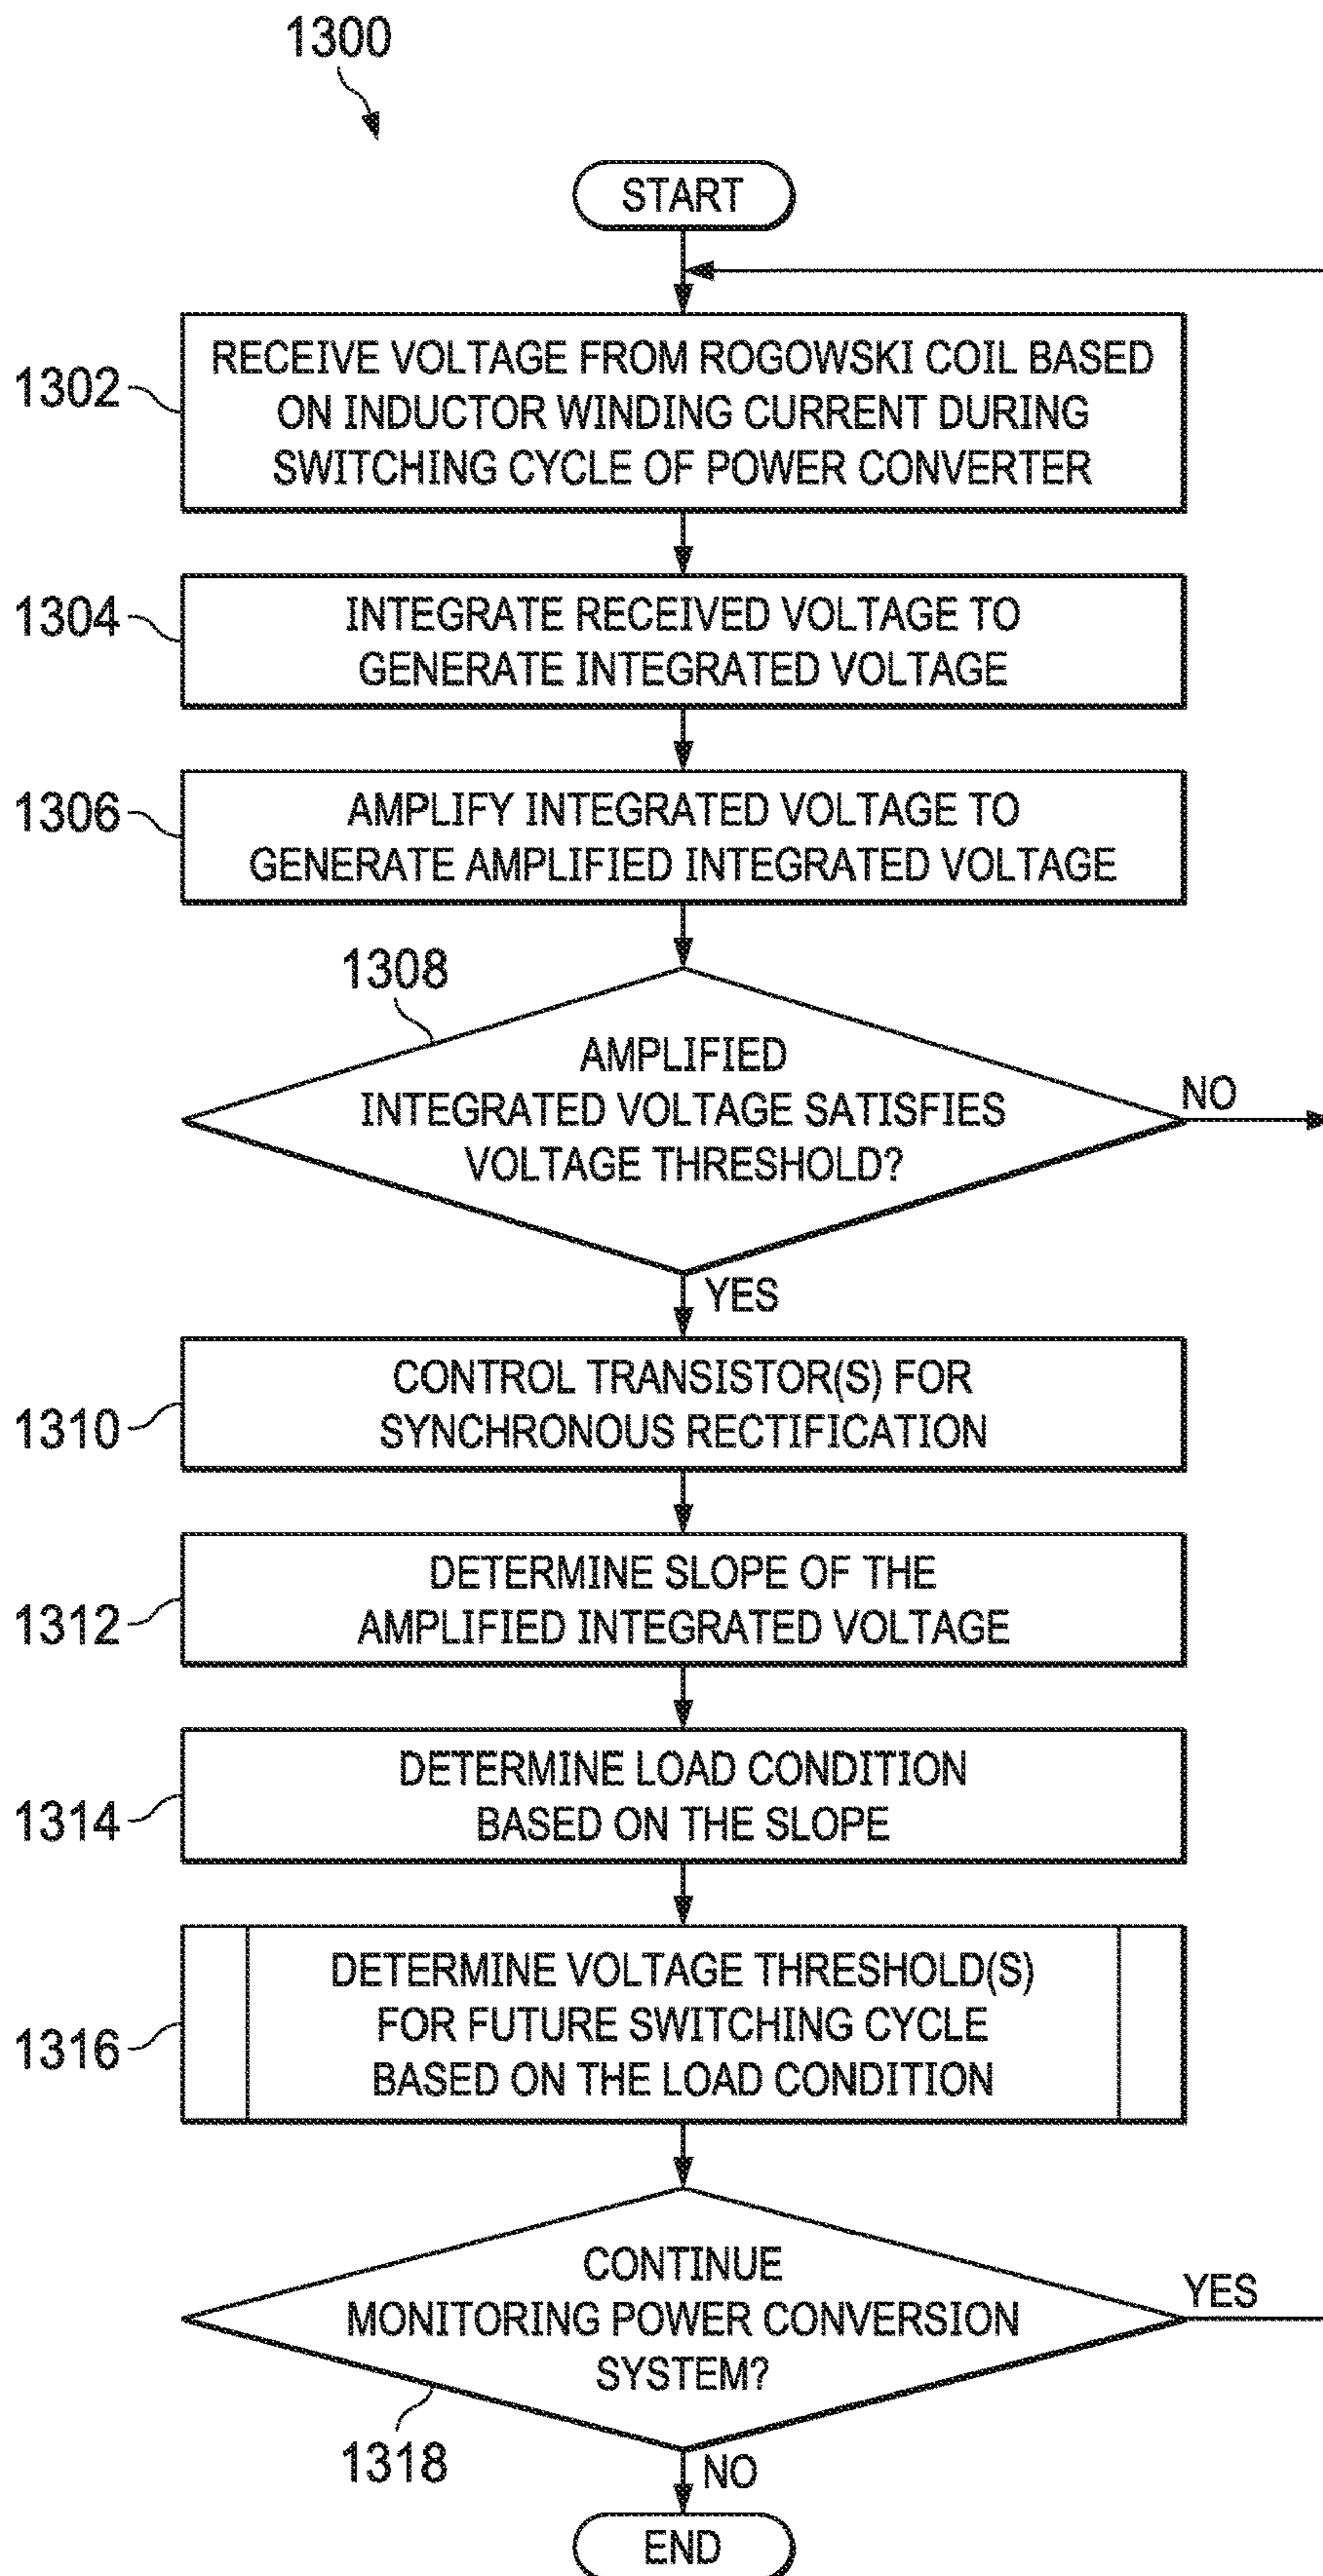 1300
START
1302
RECEIVE VOLTAGE FROM ROGOWSKI COIL BASED
ON INDUCTOR WINDING CURRENT DURING
SWITCHING CYCLE OF POWER CONVERTER
1304
INTEGRATE RECEIVED VOLTAGE TO
GENERATE INTEGRATED VOLTAGE
1306
AMPLIFY INTEGRATED VOLTAGE TO
GENERATE AMPLIFIED INTEGRATED VOLTAGE
1308
AMPLIFIED
INTEGRATED VOLTAGE SATISFIES
VOLTAGE THRESHOLD?
NO
YES
1310
CONTROL TRANSISTOR(S) FOR
SYNCHRONOUS RECTIFICATION
1312
DETERMINE SLOPE OF THE
AMPLIFIED INTEGRATED VOLTAGE
1314
DETERMINE LOAD CONDITION
BASED ON THE SLOPE
1316
DETERMINE VOLTAGE THRESHOLD(S)
FOR FUTURE SWITCHING CYCLE
BASED ON THE LOAD CONDITION
CONTINUE
MONITORING POWER CONVERSION
SYSTEM?
YES
1318
NO
END